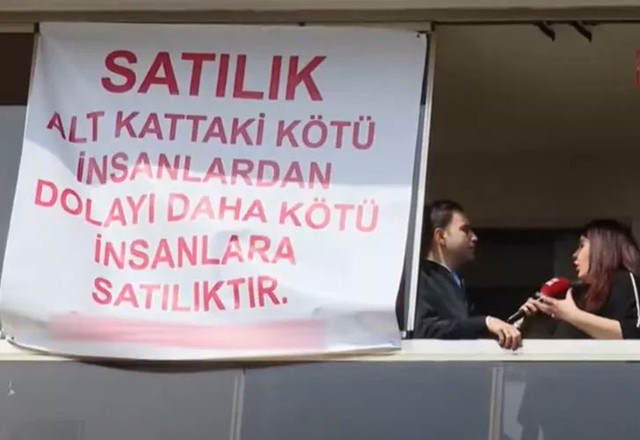 SATILIK
ALT KATTAKİ KÖTÜ
İNSANLARDAN
DOLAYI DAHA KÖTÜ
İNSANLARA
SATILIKTIR.